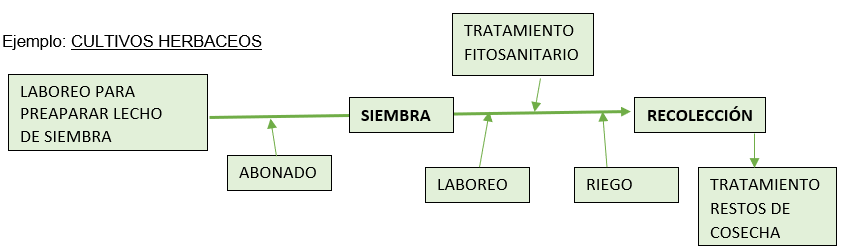 Ejemplo: CULTIVOS HERBACEOS
TRATAMIENTO
FITOSANITARIO
LABOREO PARA
PREAPARAR LECHO
DE SIEMBRA
SIEMBRA
RECOLECCIÓN
ABONADO
LABOREO
RIEGO
TRATAMIENTO
RESTOS DE
COSECHA